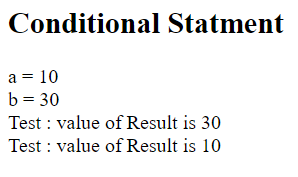 Conditional Statment
a = 10
b = 30
Test : value of Result is 30
Test : value of Result is 10